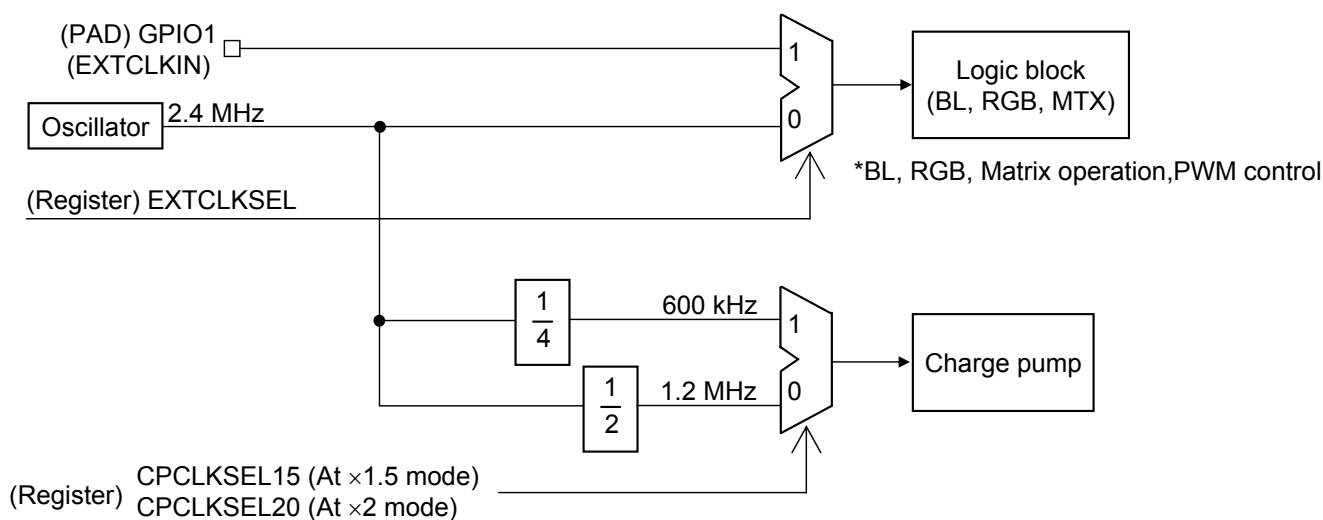 (PAD) GPIO1
(EXTCLKIN)
1
Logic block
(BL, RGB, MTX)
Oscillator
2.4 MHz
0
*BL, RGB, Matrix operation,PWM control
(Register) EXTCLKSEL
1
4
600 kHz
1
Charge pump
1
2
1.2 MHz
0
(Register)
CPCLKSEL15 (At ×1.5 mode)
CPCLKSEL20 (At ×2 mode)